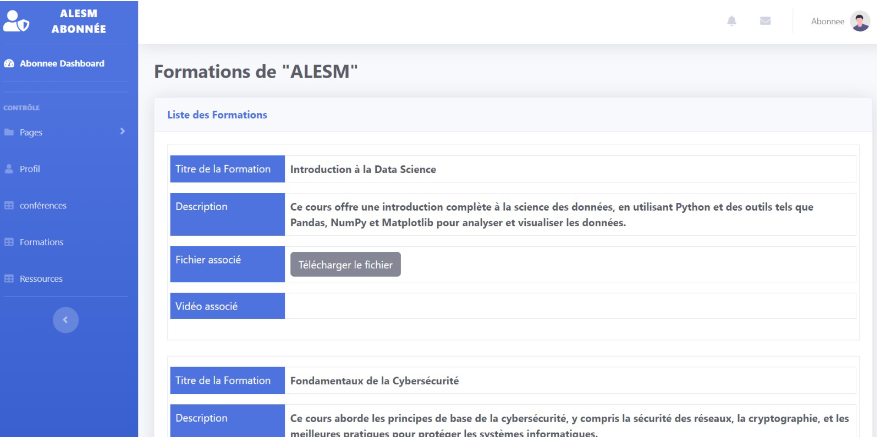 ALESM
ABONNÉE
Abonnee Dashboard
CONTRÔLE
Pages
Profil
conférences
Formations
Ressources
Abonnee
Formations de "ALESM"
Liste des Formations
Titre de la Formation Introduction à la Data Science
Description Ce cours offre une introduction complète à la science des données, en utilisant Python et des outils tels que
Pandas, NumPy et Matplotlib pour analyser et visualiser les données.
Fichier associé Télécharger le fichier
Vidéo associé
Titre de la Formation Fondamentaux de la Cybersécurité
Description Ce cours aborde les principes de base de la cybersécurité, y compris la sécurité des réseaux, la cryptographie, et les
meilleures pratiques pour protéger les systèmes informatiques.